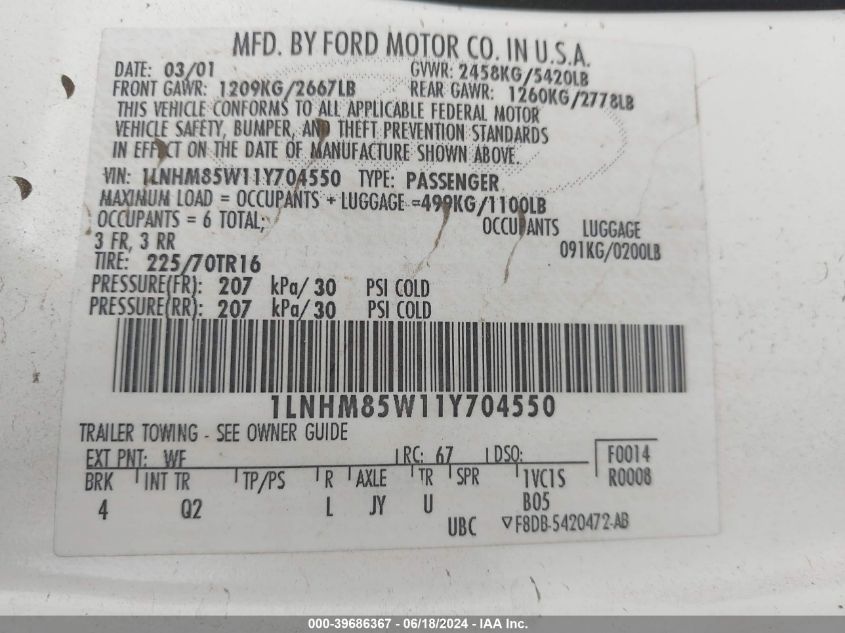 MFD. BY FORD MOTOR CO. IN U.S.A.
DATE: 03/01 GVWR: 2458KG/5420LB
FRONT GAWR: 1209KG/2667LB REAR GAWR: 1260KG/2778LB
THIS VEHICLE CONFORMS TO ALL APPLICABLE FEDERAL MOTOR
VEHICLE SAFETY, BUMPER, AND THEFT PREVENTION STANDARDS
IN EFFECT ON THE DATE OF MANUFACTURE SHOWN ABOVE.
VIN: 1LNHM85W11Y704550 TYPE: PASSENGER
MAXIMUM LOAD = OCCUPANTS + LUGGAGE =499KG/1100LB
OCCUPANTS = 6 TOTAL; OCCUPANTS LUGGAGE
3 FR, 3 RR 091KG/0200LB
TIRE: 225/70TR16
PRESSURE(FR): 207 kPa/ 30 PSI COLD
PRESSURE(RR): 207 kPa/ 30 PSI COLD
1LNHM85W11Y704550
TRAILER TOWING - SEE OWNER GUIDE
EXT PNT: WF RC: 67 DSO: F0014
BRK INT TR TP/PS R AXLE TR SPR 1VC1S R0008
4 Q2 L JY U B05
UBC ▽F8DB-5420472-AB
000-39686367 - 06/18/2024 - IAA Inc.